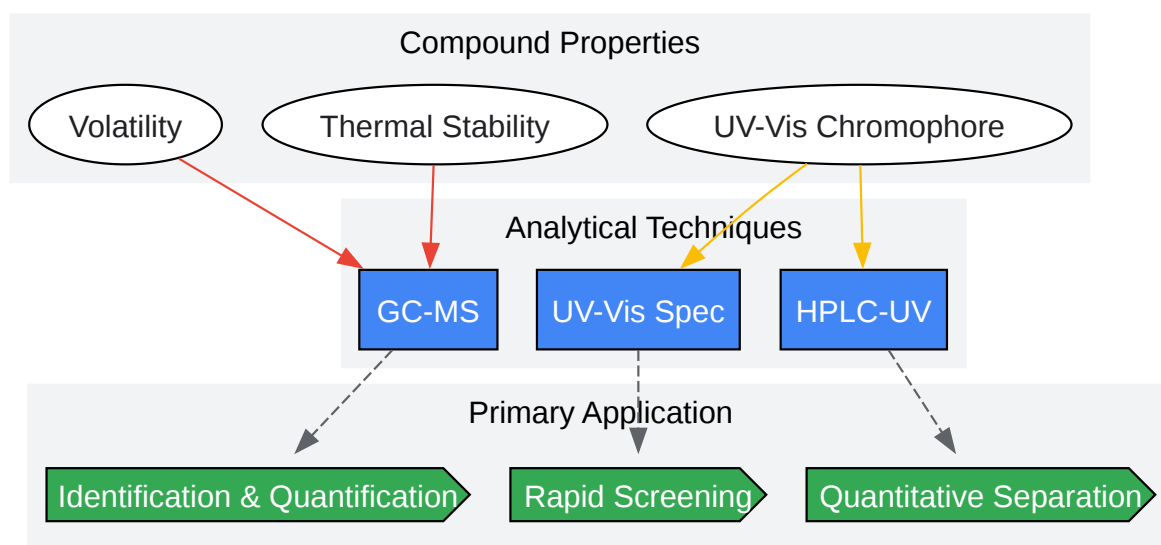 Compound Properties
Volatility
Thermal Stability
UV-Vis Chromophore
Analytical Techniques
GC-MS
UV-Vis Spec
HPLC-UV
Primary Application
Identification & Quantification
Rapid Screening
Quantitative Separation